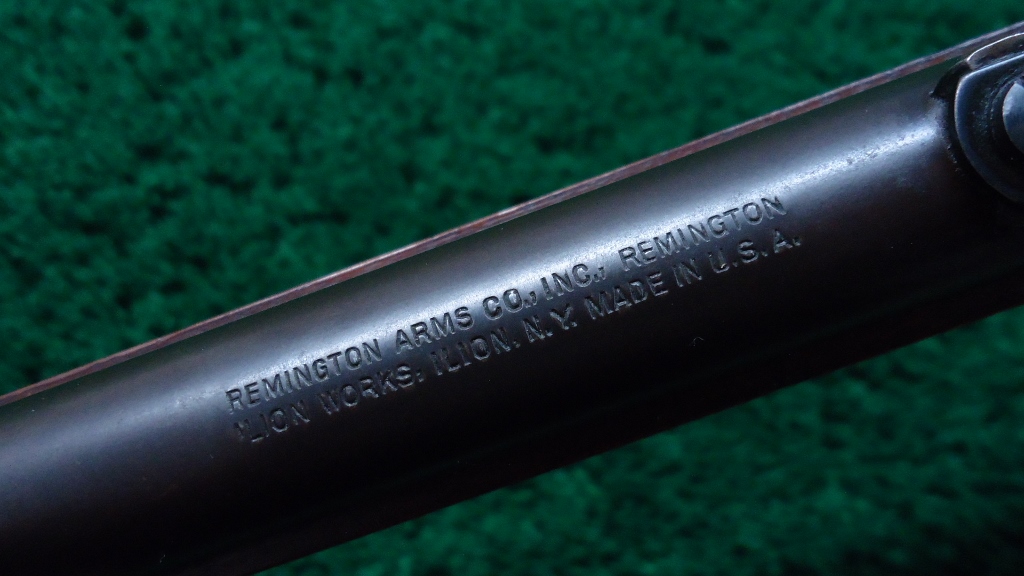 REMINGTON ARMS CO., INC., REMINGTON
ILION WORKS. ILION. N.Y. MADE IN U.S.A.